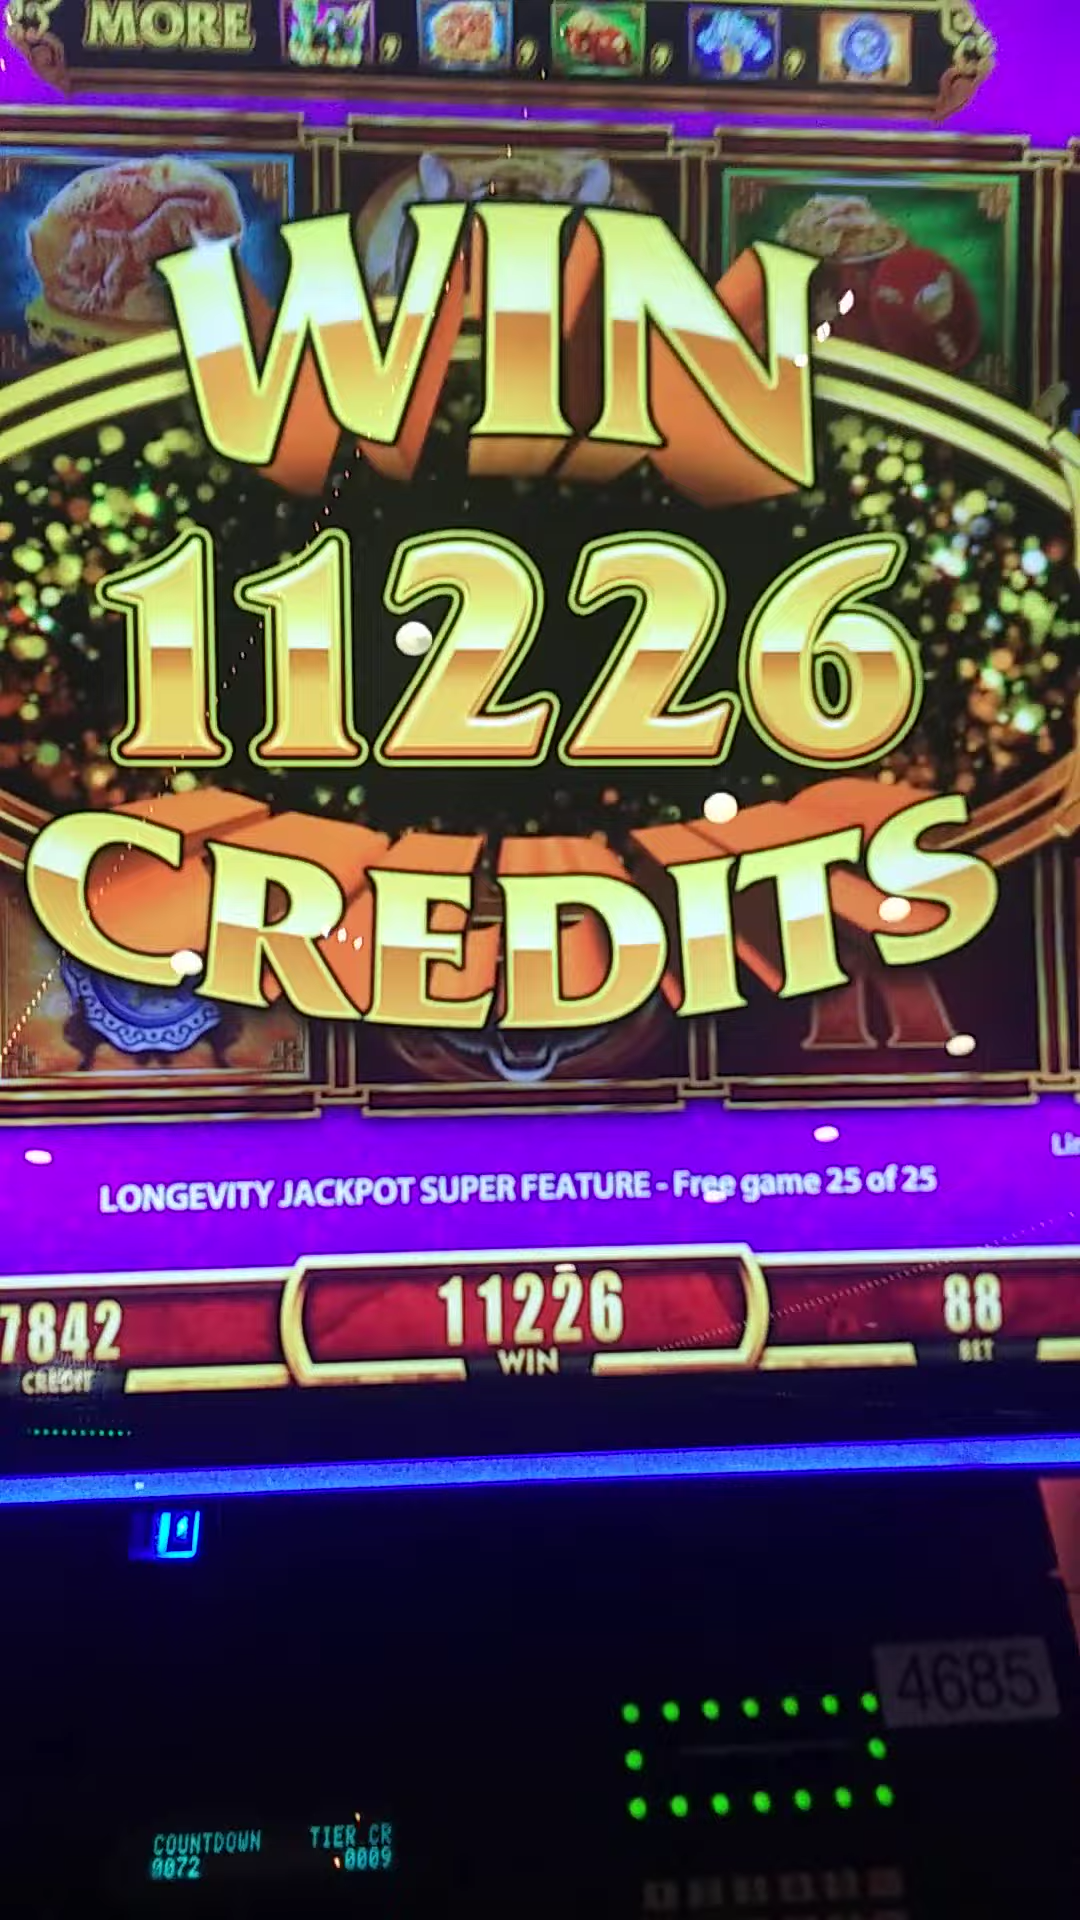 MORE
WIN
11226
CREDITS
LONGEVITY JACKPOT SUPER FEATURE - Free game 25 of 25
7842 11226 88
CREDIT WIN BET
4685
COUNTDOWN TIER CR
0072 0009